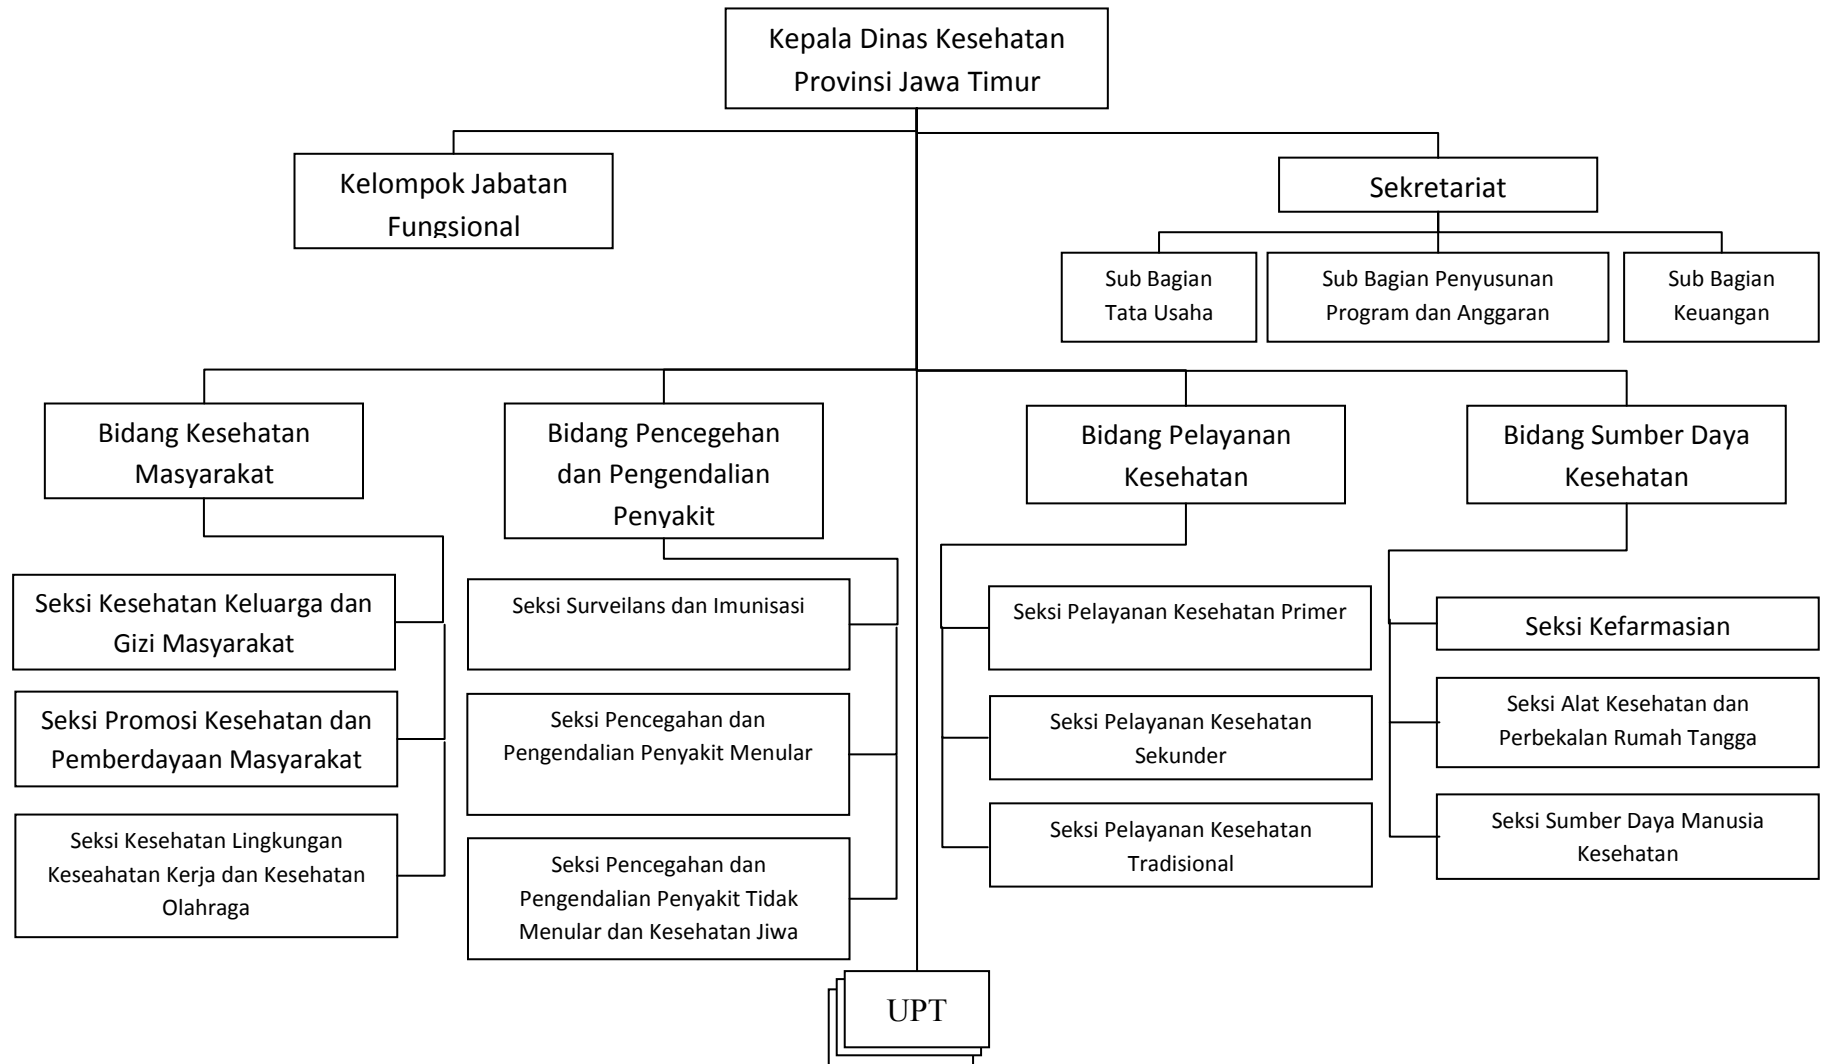 Kepala Dinas Kesehatan
Provinsi Jawa Timur
Kelompok Jabatan
Fungsional
Sekretariat
Sub Bagian
Tata Usaha
Sub Bagian Penyusunan
Program dan Anggaran
Sub Bagian
Keuangan
Bidang Kesehatan
Masyarakat
Bidang Pencegehan
dan Pengendalian
Penyakit
Bidang Pelayanan
Kesehatan
Bidang Sumber Daya
Kesehatan
Seksi Kesehatan Keluarga dan
Gizi Masyarakat
Seksi Promosi Kesehatan dan
Pemberdayaan Masyarakat
Seksi Kesehatan Lingkungan
Keseahatan Kerja dan Kesehatan
Olahraga
Seksi Surveilans dan Imunisasi
Seksi Pencegahan dan
Pengendalian Penyakit Menular
Seksi Pencegahan dan
Pengendalian Penyakit Tidak
Menular dan Kesehatan Jiwa
Seksi Pelayanan Kesehatan Primer
Seksi Pelayanan Kesehatan
Sekunder
Seksi Pelayanan Kesehatan
Tradisional
Seksi Kefarmasian
Seksi Alat Kesehatan dan
Perbekalan Rumah Tangga
Seksi Sumber Daya Manusia
Kesehatan
UPT